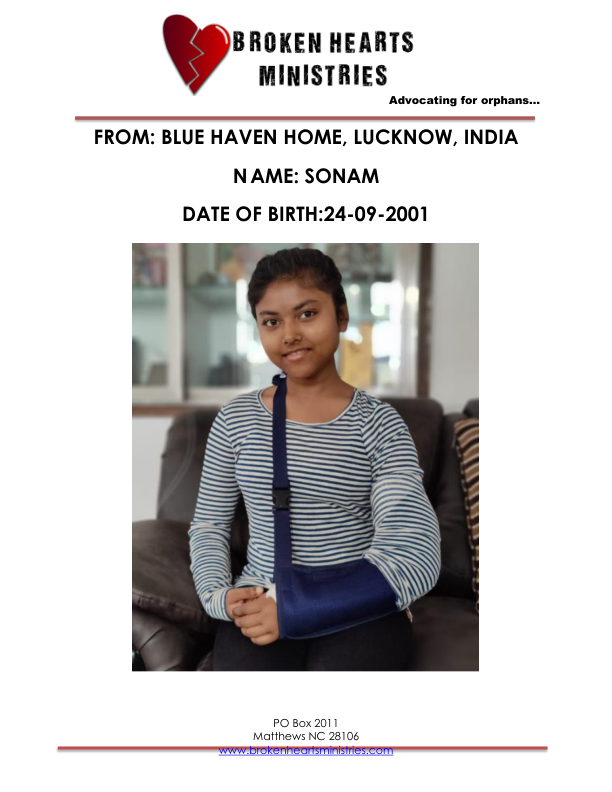 BROKEN HEARTS
MINISTRIES
Advocating for orphans...
FROM: BLUE HAVEN HOME, LUCKNOW, INDIA
NAME: SONAM
DATE OF BIRTH:24-09-2001
PO Box 2011
Matthews NC 28106
www.brokenheartsministries.com